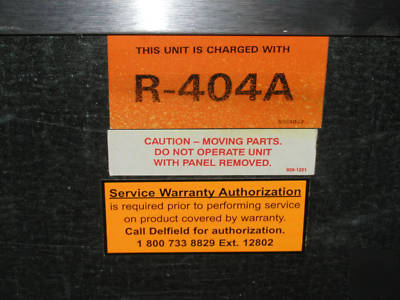 THIS UNIT IS CHARGED WITH
R-404A
CAUTION – MOVING PARTS.
DO NOT OPERATE UNIT
WITH PANEL REMOVED.
Service Warranty Authorization
is required prior to performing service
on product covered by warranty.
Call Delfield for authorization.
1 800 733 8829 Ext. 12802